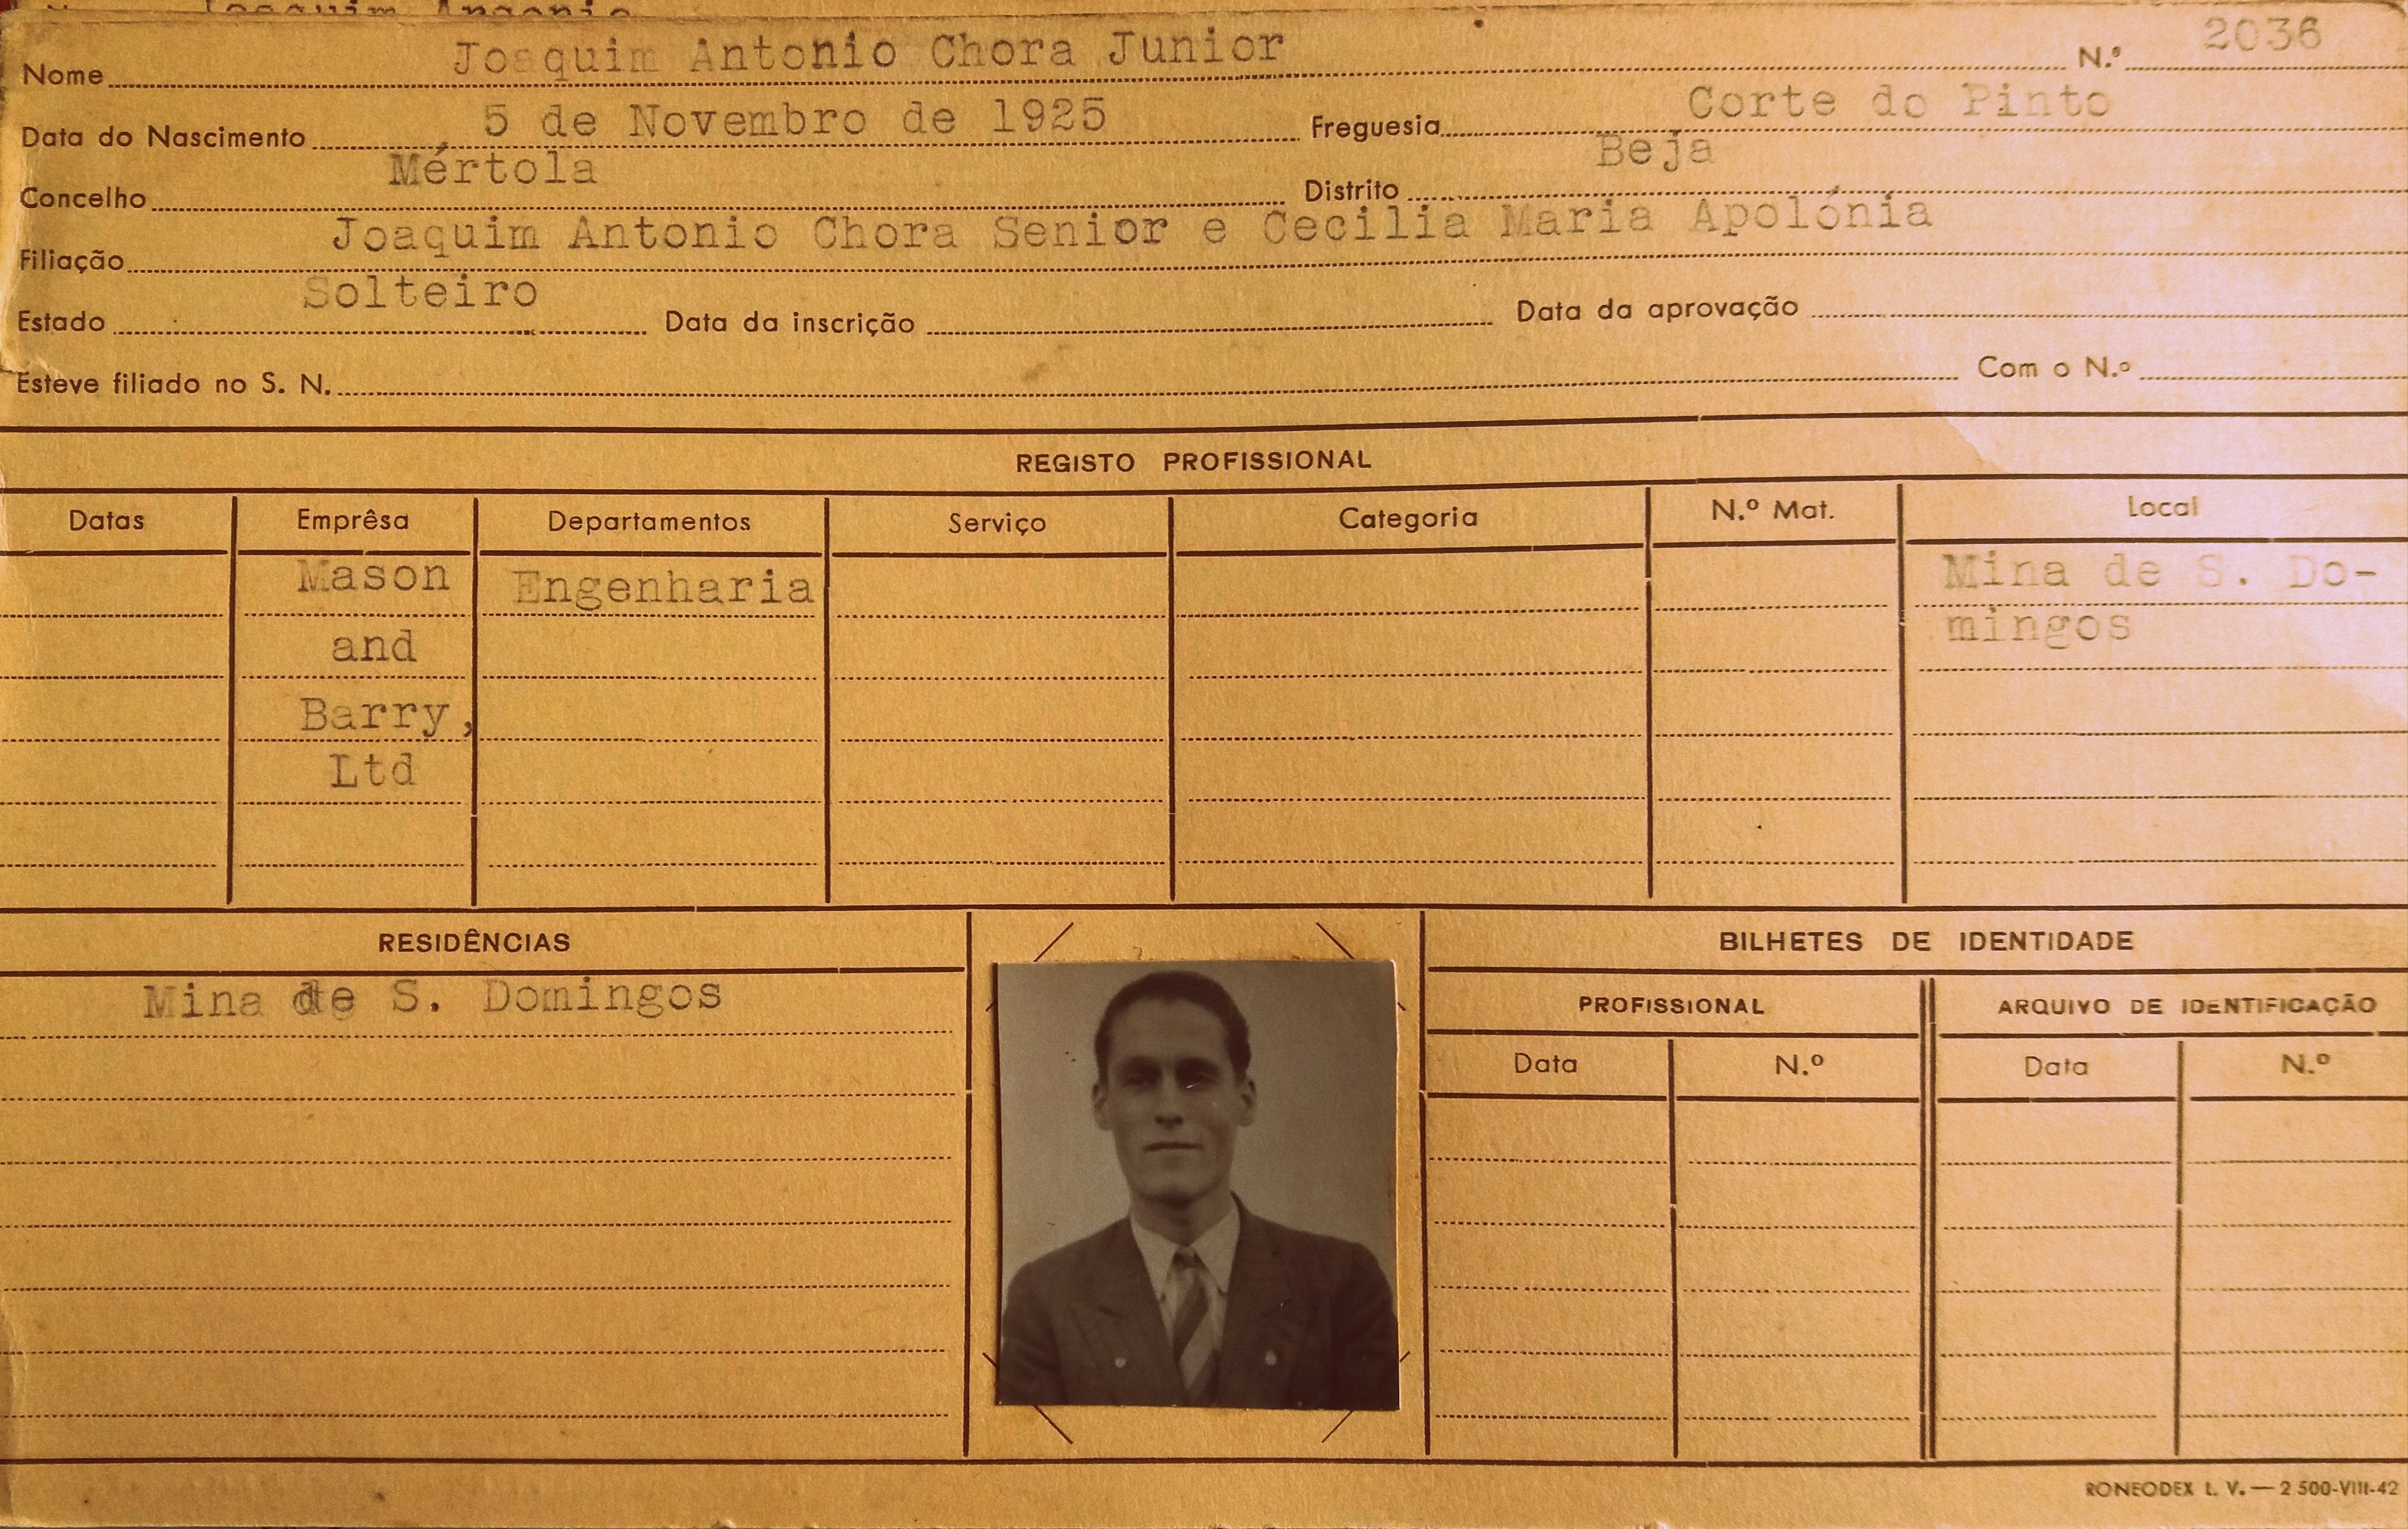 Joaquim Antonio Chora Junior
Nome
N.º 2036
Data do Nascimento 5 de Novembro de 1925 Freguesia Corte do Pinto
Concelho Mértola Distrito Beja
Filiação Joaquim Antonio Chora Senior e Cecilia Maria Apolónia
Estado Solteiro Data da inscrição Data da aprovação
Esteve filiado no S. N. Com o N.º
REGISTO PROFISSIONAL
Datas Emprêsa Departamentos Serviço Categoria N.º Mat. Local
Mason Engenharia Mina de S. Do-
and mingos
Barry,
Ltd
RESIDÊNCIAS BILHETES DE IDENTIDADE
Mina de S. Domingos PROFISSIONAL ARQUIVO DE IDENTIFICAÇÃO
Data N.º Data N.º
RONEODEX L. V. — 2 500-VIII-42